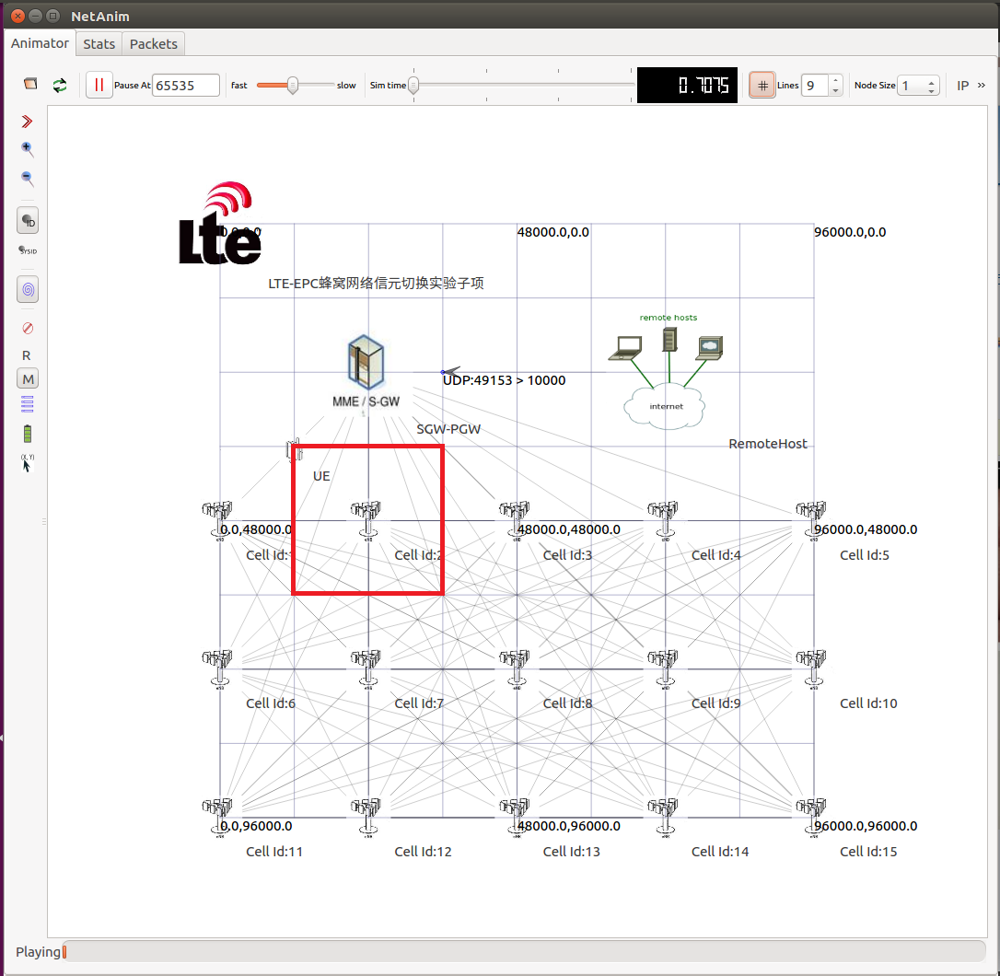 NetAnim
Animator Stats Packets
Pause At 65535 fast slow Sim time 0.7075 # Lines 9 Node Size 1 IP »
ID
SYSID
R
M
(X, Y)
Lte
0.0,0.0 48000.0,0.0 96000.0,0.0
LTE-EPC蜂窝网络信元切换实验子项
remote hosts
UDP:49153 > 10000
MME / S-GW
internet
SGW-PGW
RemoteHost
UE
0.0,48000.0 48000.0,48000.0 96000.0,48000.0
Cell Id:1 Cell Id:2 Cell Id:3 Cell Id:4 Cell Id:5
Cell Id:6 Cell Id:7 Cell Id:8 Cell Id:9 Cell Id:10
0.0,96000.0 48000.0,96000.0 96000.0,96000.0
Cell Id:11 Cell Id:12 Cell Id:13 Cell Id:14 Cell Id:15
Playing